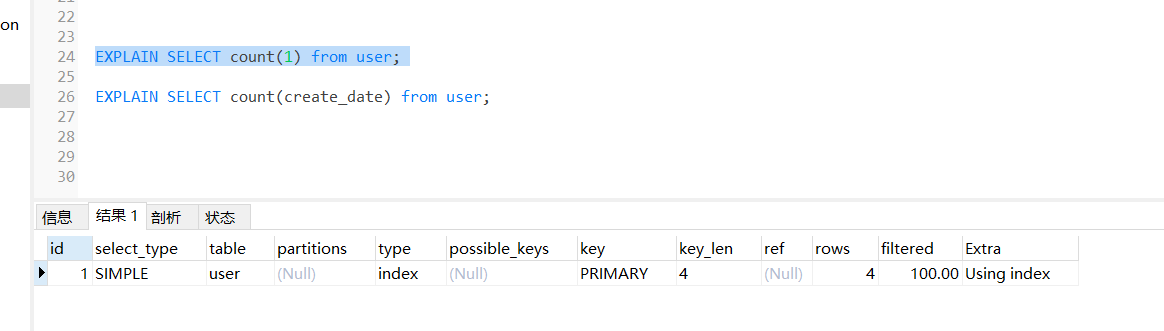 on
21
22
23
24 EXPLAIN SELECT count(1) from user;
25
26 EXPLAIN SELECT count(create_date) from user;
27
28
29
30
信息 结果 1 剖析 状态
id select_type table partitions type possible_keys key key_len ref rows filtered Extra
1 SIMPLE user (Null) index (Null) PRIMARY 4 (Null) 4 100.00 Using index